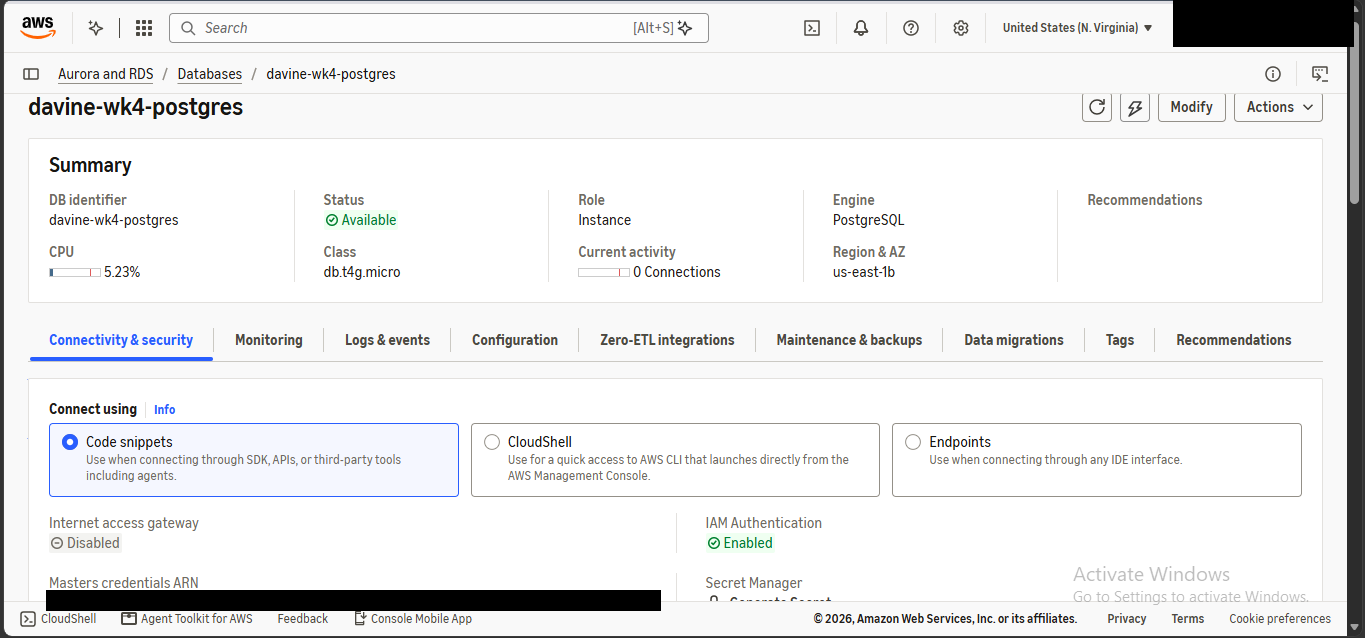 aws
Search [Alt+S]
United States (N. Virginia)
Aurora and RDS / Databases / davine-wk4-postgres
davine-wk4-postgres
Modify
Actions
Summary
DB identifier
davine-wk4-postgres
Status
Available
Role
Instance
Engine
PostgreSQL
Recommendations
CPU
5.23%
Class
db.t4g.micro
Current activity
0 Connections
Region & AZ
us-east-1b
Connectivity & security
Monitoring
Logs & events
Configuration
Zero-ETL integrations
Maintenance & backups
Data migrations
Tags
Recommendations
Connect using
Info
Code snippets
Use when connecting through SDK, APIs, or third-party tools
including agents.
CloudShell
Use for a quick access to AWS CLI that launches directly from the
AWS Management Console.
Endpoints
Use when connecting through any IDE interface.
Internet access gateway
Disabled
IAM Authentication
Enabled
Masters credentials ARN
Secret Manager
Generate Secret
Activate Windows
Go to Settings to activate Windows.
CloudShell
Agent Toolkit for AWS
Feedback
Console Mobile App
© 2026, Amazon Web Services, Inc. or its affiliates.
Privacy
Terms
Cookie preferences